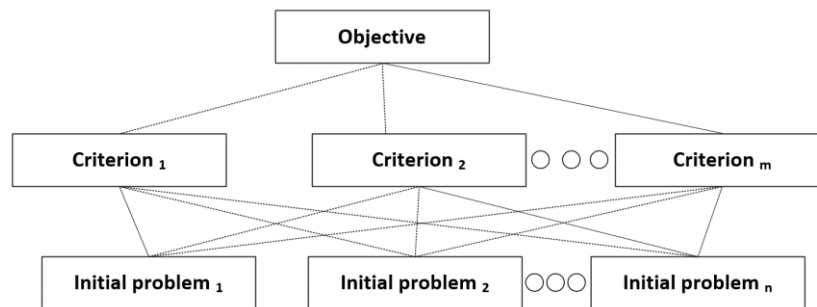 Objective
Criterion 1
Criterion 2
Criterion m
Initial problem 1
Initial problem 2
Initial problem n